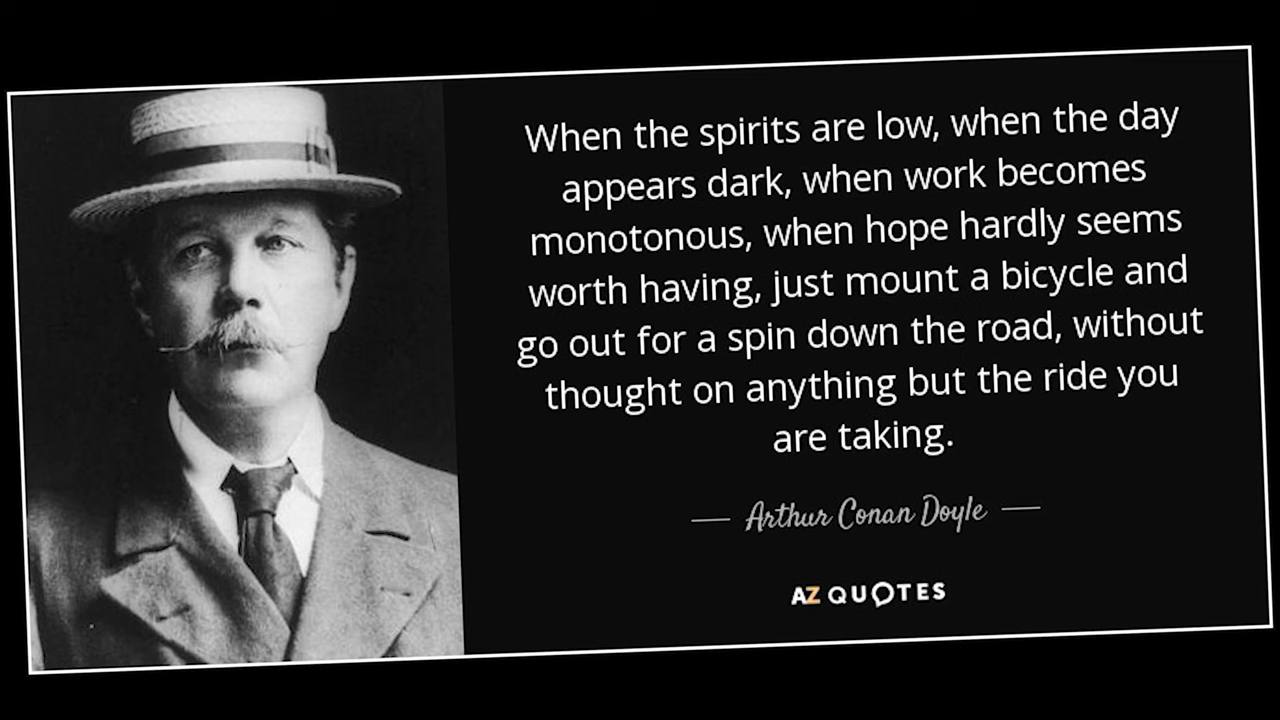 When the spirits are low, when the day
appears dark, when work becomes
monotonous, when hope hardly seems
worth having, just mount a bicycle and
go out for a spin down the road, without
thought on anything but the ride you
are taking.
— Arthur Conan Doyle —
AZ QUOTES